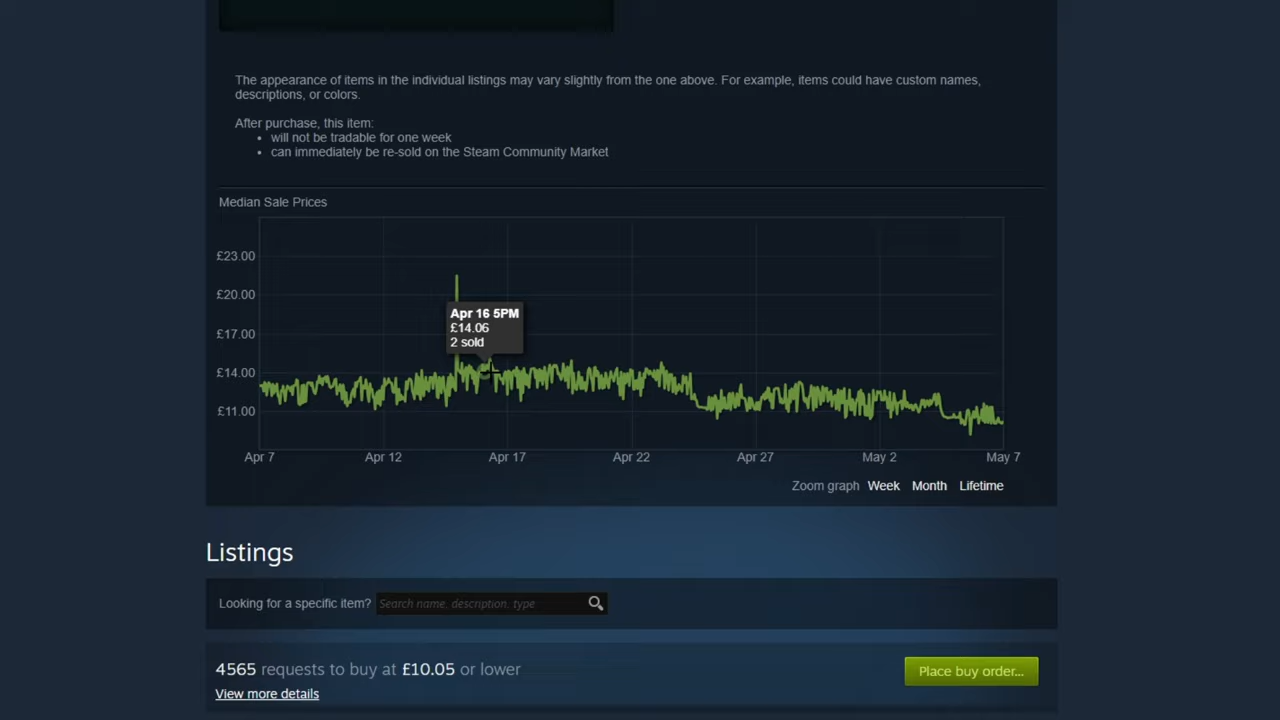 The appearance of items in the individual listings may vary slightly from the one above. For example, items could have custom names,
descriptions, or colors.
After purchase, this item:
• will not be tradable for one week
• can immediately be re-sold on the Steam Community Market
Median Sale Prices
£23.00
£20.00
£17.00
£14.00
£11.00
Apr 16 5PM
£14.06
2 sold
Apr 7 Apr 12 Apr 17 Apr 22 Apr 27 May 2 May 7
Zoom graph Week Month Lifetime
Listings
Looking for a specific item? Search name, description, type
4565 requests to buy at £10.05 or lower
Place buy order...
View more details